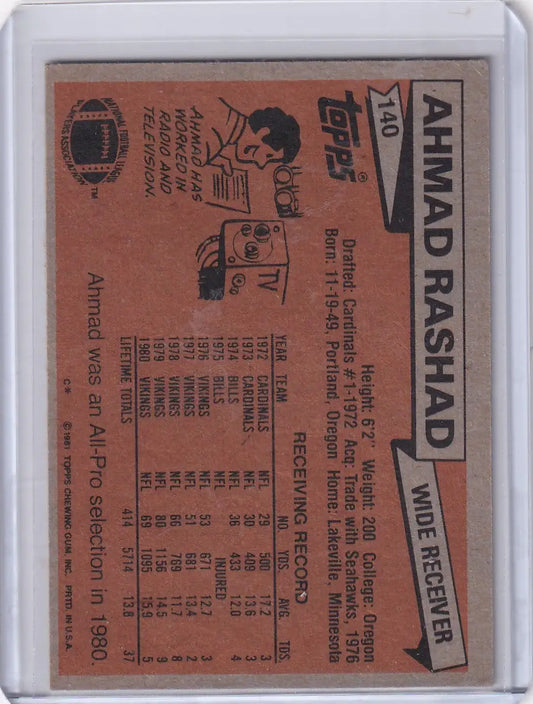 140
AHMAD RASHAD
WIDE RECEIVER
TOPPS®
Height: 6'2" Weight: 200 College: Oregon
Drafted: Cardinals #1-1972 Acq: Trade with Seahawks, 1976
Born: 11-19-49, Portland, Oregon Home: Lakeville, Minnesota
AHMAD HAS
WORKED IN
RADIO AND
TELEVISION.
TV
RECEIVING RECORD
YEAR TEAM NO. YDS. AVG. TDS.
1972 CARDINALS NFL 29 500 17.2 3
1973 CARDINALS NFL 30 409 13.6 3
1974 BILLS NFL 36 433 12.0 4
1975 BILLS INJURED
1976 VIKINGS NFL 53 671 12.7 3
1977 VIKINGS NFL 51 681 13.4 2
1978 VIKINGS NFL 66 769 11.7 8
1979 VIKINGS NFL 80 1156 14.5 9
1980 VIKINGS NFL 69 1095 15.9 5
LIFETIME TOTALS 414 5714 13.8 37
NATIONAL FOOTBALL LEAGUE
PLAYERS ASSOCIATION
TM
Ahmad was an All-Pro selection in 1980.
C* ©1981 TOPPS CHEWING GUM, INC. PRTD. IN U.S.A.